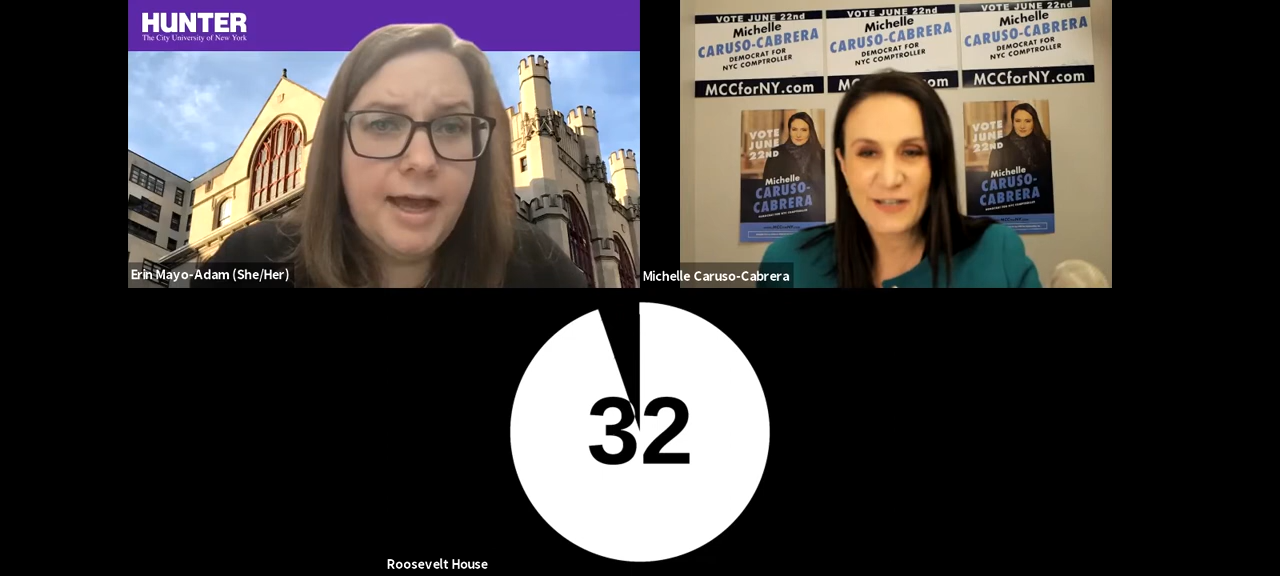 HUNTER
The City University of New York
Erin Mayo-Adam (She/Her)
VOTE JUNE 22nd
Michelle
CARUSO-CABRERA
DEMOCRAT FOR
NYC COMPTROLLER
MCCforNY.com
VOTE JUNE 22nd
Michelle
CARUSO-CABRERA
DEMOCRAT FOR
NYC COMPTROLLER
MCCforNY.com
VOTE JUNE 22nd
Michelle
CARUSO-CABRERA
DEMOCRAT FOR
NYC COMPTROLLER
MCCforNY.com
VOTE
JUNE
22ND
Michelle
CARUSO-
CABRERA
VOTE
JUNE
22ND
Michelle
CARUSO-
CABRERA
Michelle Caruso-Cabrera
32
Roosevelt House